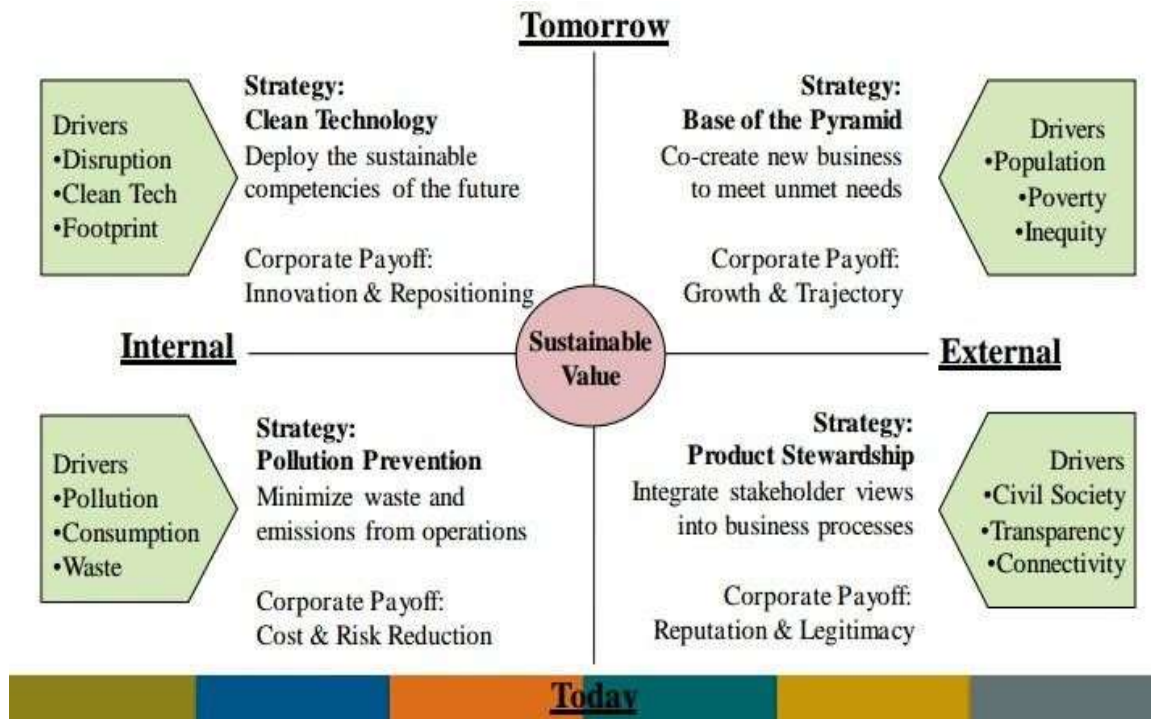 Tomorrow
Drivers
•Disruption
•Clean Tech
•Footprint
Strategy:
Clean Technology
Deploy the sustainable
competencies of the future
Corporate Payoff:
Innovation & Repositioning
Strategy:
Base of the Pyramid
Co-create new business
to meet unmet needs
Corporate Payoff:
Growth & Trajectory
Drivers
•Population
•Poverty
•Inequity
Internal
Sustainable
Value
External
Drivers
•Pollution
•Consumption
•Waste
Strategy:
Pollution Prevention
Minimize waste and
emissions from operations
Corporate Payoff:
Cost & Risk Reduction
Strategy:
Product Stewardship
Integrate stakeholder views
into business processes
Corporate Payoff:
Reputation & Legitimacy
Drivers
•Civil Society
•Transparency
•Connectivity
Today